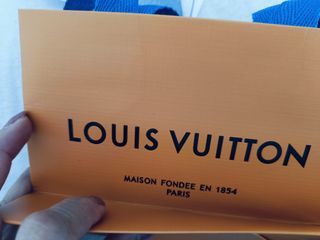 LOUIS VUITTON
MAISON FONDEE EN 1854
PARIS